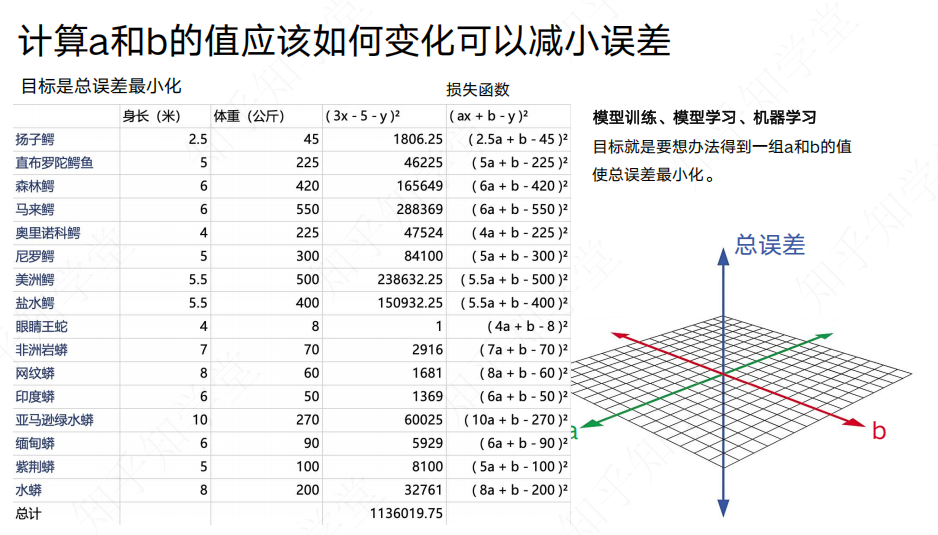 计算a和b的值应该如何变化可以减小误差
目标是总误差最小化
损失函数
身长（米） 体重（公斤） ( 3x - 5 - y )² ( ax + b - y )²
扬子鳄 2.5 45 1806.25 ( 2.5a + b - 45 )²
直布罗陀鳄鱼 5 225 46225 ( 5a + b - 225 )²
森林鳄 6 420 165649 ( 6a + b - 420 )²
马来鳄 6 550 288369 ( 6a + b - 550 )²
奥里诺科鳄 4 225 47524 ( 4a + b - 225 )²
尼罗鳄 5 300 84100 ( 5a + b - 300 )²
美洲鳄 5.5 500 238632.25 ( 5.5a + b - 500 )²
盐水鳄 5.5 400 150932.25 ( 5.5a + b - 400 )²
眼睛王蛇 4 8 1 ( 4a + b - 8 )²
非洲岩蟒 7 70 2916 ( 7a + b - 70 )²
网纹蟒 8 60 1681 ( 8a + b - 60 )²
印度蟒 6 50 1369 ( 6a + b - 50 )²
亚马逊绿水蟒 10 270 60025 ( 10a + b - 270 )²
缅甸蟒 6 90 5929 ( 6a + b - 90 )²
紫荆蟒 5 100 8100 ( 5a + b - 100 )²
水蟒 8 200 32761 ( 8a + b - 200 )²
总计 1136019.75
模型训练、模型学习、机器学习
目标就是要想办法得到一组a和b的值
使总误差最小化。
总误差
a
b
知乎知学堂